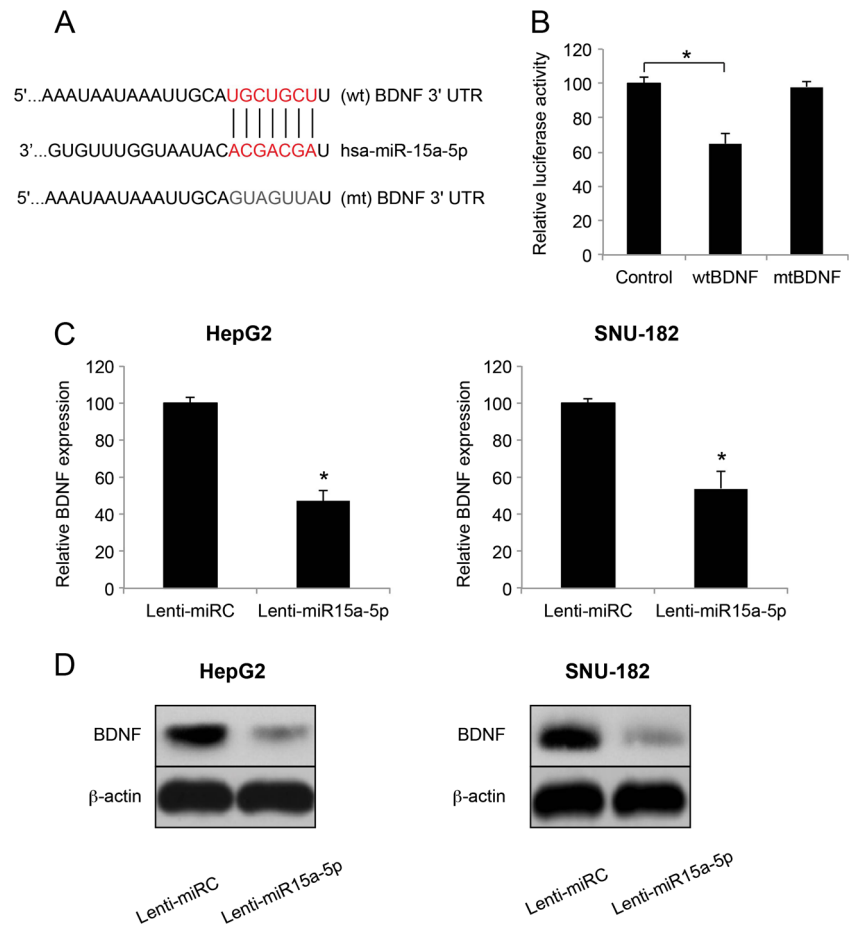 A
5'...AAAUAAUAAAUUGCAUGCUGCUU (wt) BDNF 3' UTR
3'...GUGUUUGGUAAUACACGACGAU hsa-miR-15a-5p
5'...AAAUAAUAAAUUGCAGUAGUUAU (mt) BDNF 3' UTR
B
Relative luciferase activity
120
100
80
60
40
20
0
*
Control wtBDNF mtBDNF
C
HepG2
Relative BDNF expression
120
100
80
60
40
20
0
*
Lenti-miRC Lenti-miR15a-5p
SNU-182
Relative BDNF expression
120
100
80
60
40
20
0
*
Lenti-miRC Lenti-miR15a-5p
D
HepG2
BDNF
β-actin
Lenti-miRC
Lenti-miR15a-5p
SNU-182
BDNF
β-actin
Lenti-miRC
Lenti-miR15a-5p